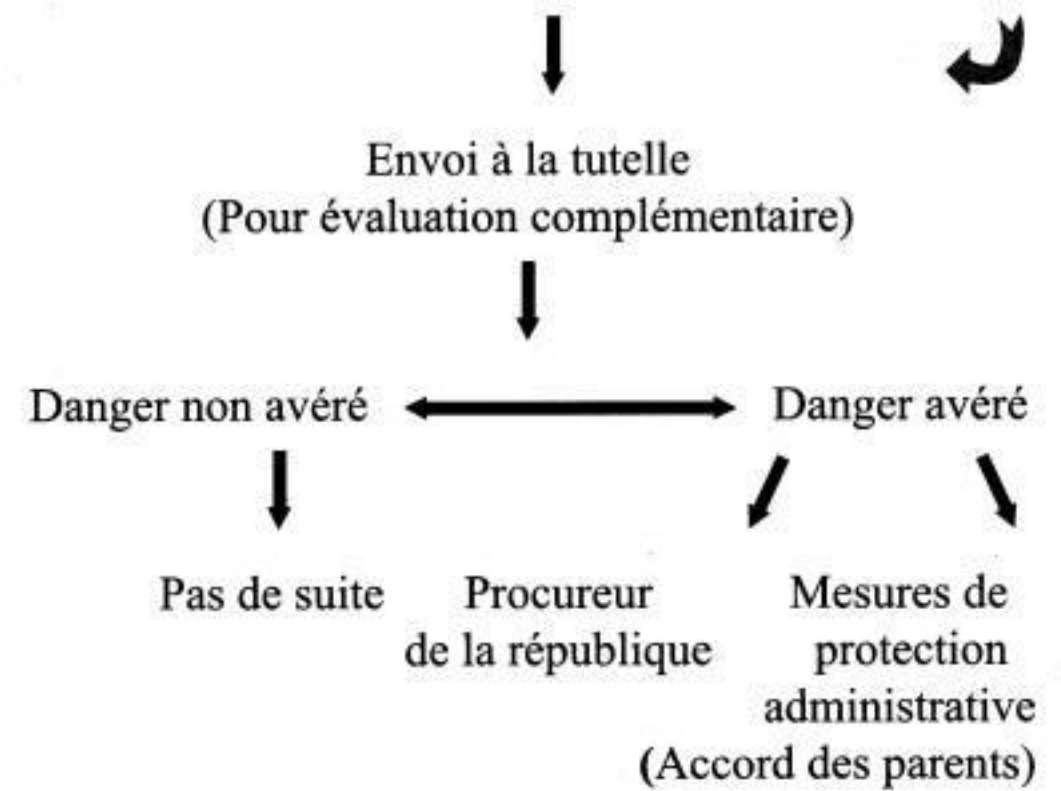 Envoi à la tutelle
(Pour évaluation complémentaire)
Danger non avéré
Danger avéré
Pas de suite
Procureur
de la république
Mesures de
protection
administrative
(Accord des parents)